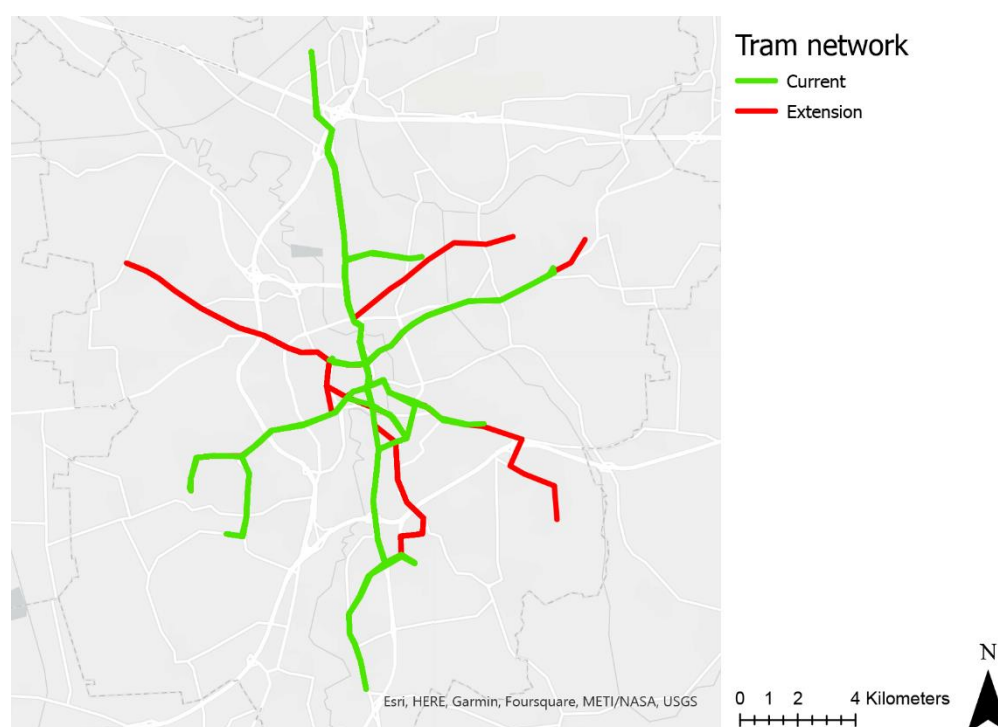 Tram network
Current
Extension
Esri, HERE, Garmin, Foursquare, METI/NASA, USGS
0 1 2 4 Kilometers
N